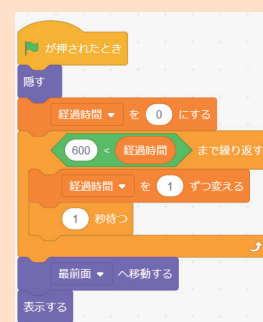 が押されたとき
隠す
経過時間 を 0 にする
600 < 経過時間 まで繰り返す
経過時間 を 1 ずつ変える
1 秒待つ
最前面 へ移動する
表示する